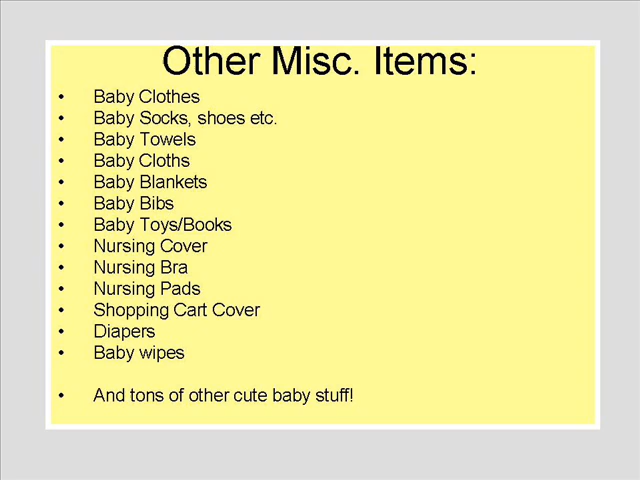 Other Misc. Items:
• Baby Clothes
• Baby Socks, shoes etc.
• Baby Towels
• Baby Cloths
• Baby Blankets
• Baby Bibs
• Baby Toys/Books
• Nursing Cover
• Nursing Bra
• Nursing Pads
• Shopping Cart Cover
• Diapers
• Baby wipes
• And tons of other cute baby stuff!